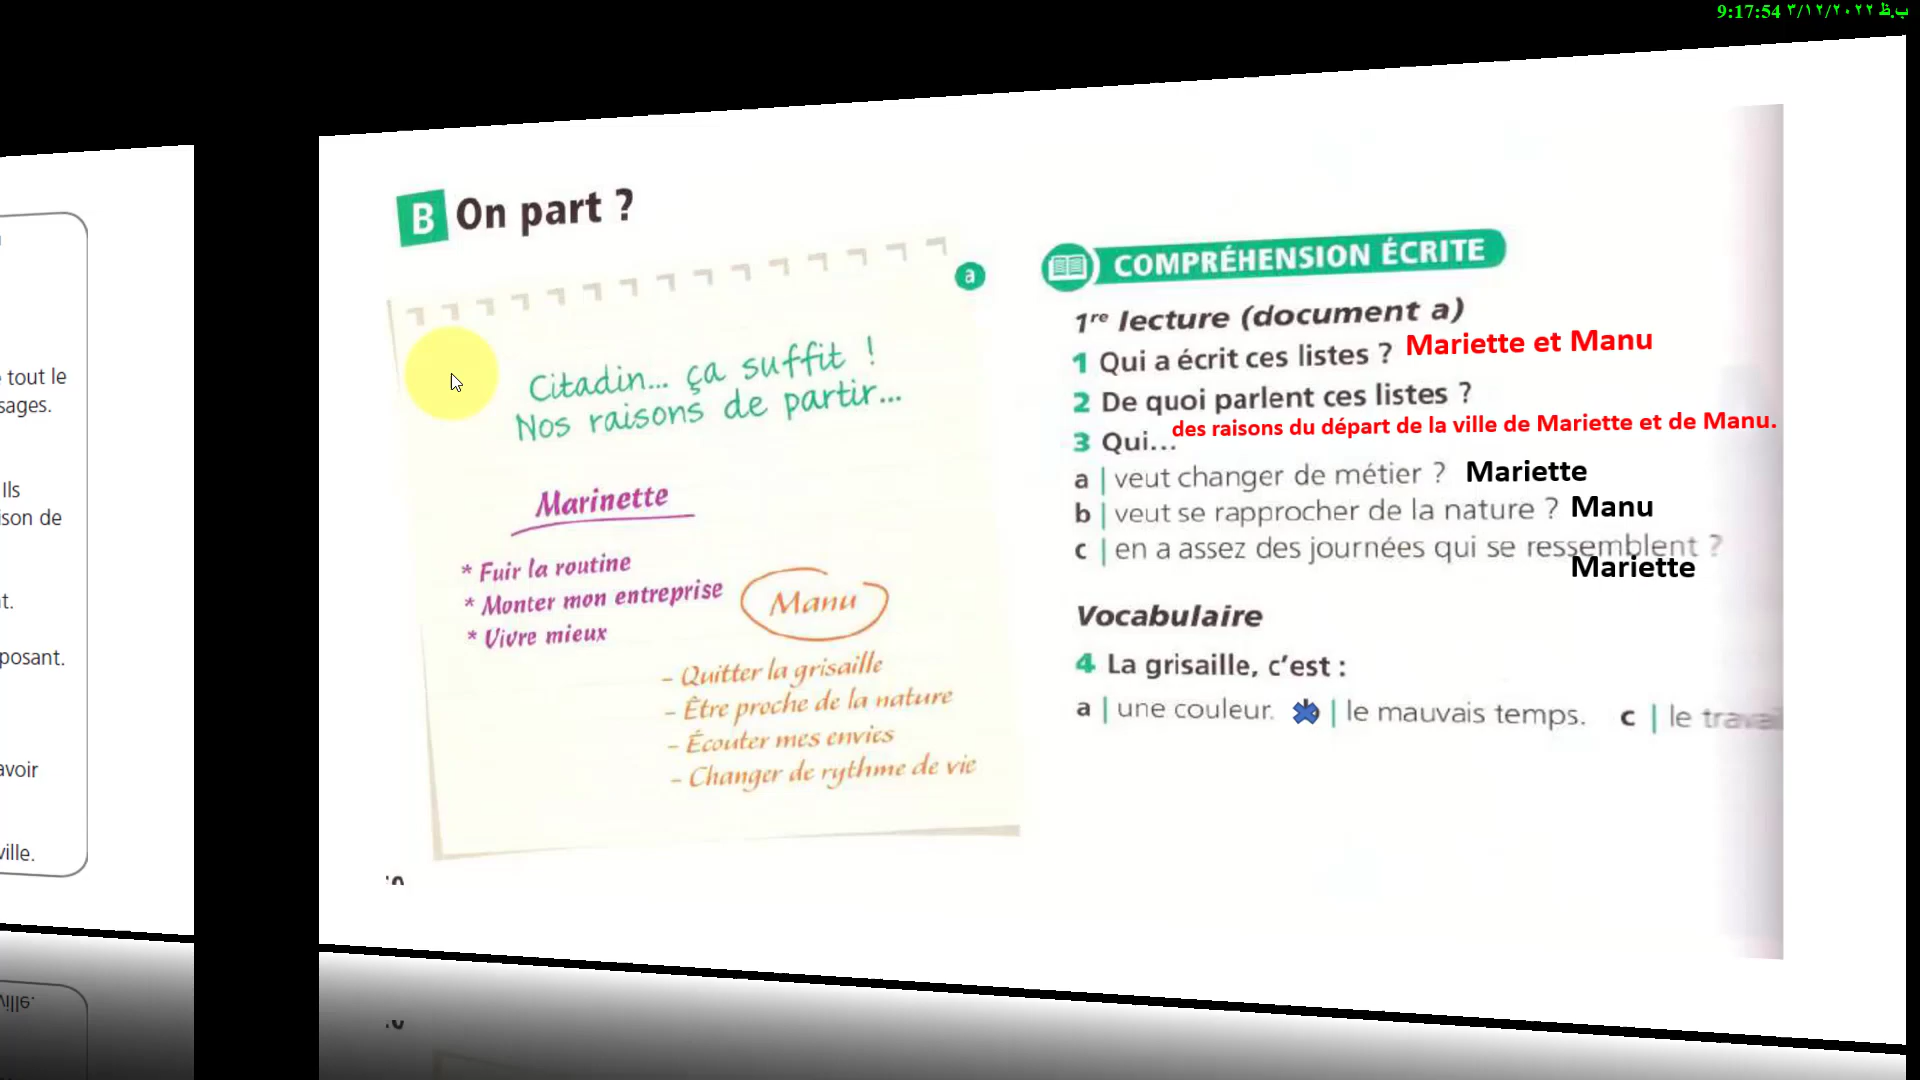 9:17:54 ب.ظ ۳/۱۲/۲۰۲۲
tout le
sages.
Ils
ison de
t.
posant.
avoir
ville.
B On part ?
a
Citadin... ça suffit !
Nos raisons de partir...
Marinette
* Fuir la routine
* Monter mon entreprise
* Vivre mieux
Manu
- Quitter la grisaille
- Être proche de la nature
- Écouter mes envies
- Changer de rythme de vie
COMPRÉHENSION ÉCRITE
1re lecture (document a)
1 Qui a écrit ces listes ? Mariette et Manu
2 De quoi parlent ces listes ?
des raisons du départ de la ville de Mariette et de Manu.
3 Qui...
a | veut changer de métier ? Mariette
b | veut se rapprocher de la nature ? Manu
c | en a assez des journées qui se ressemblent ?
Mariette
Vocabulaire
4 La grisaille, c'est :
a | une couleur. b | le mauvais temps. c | le travail